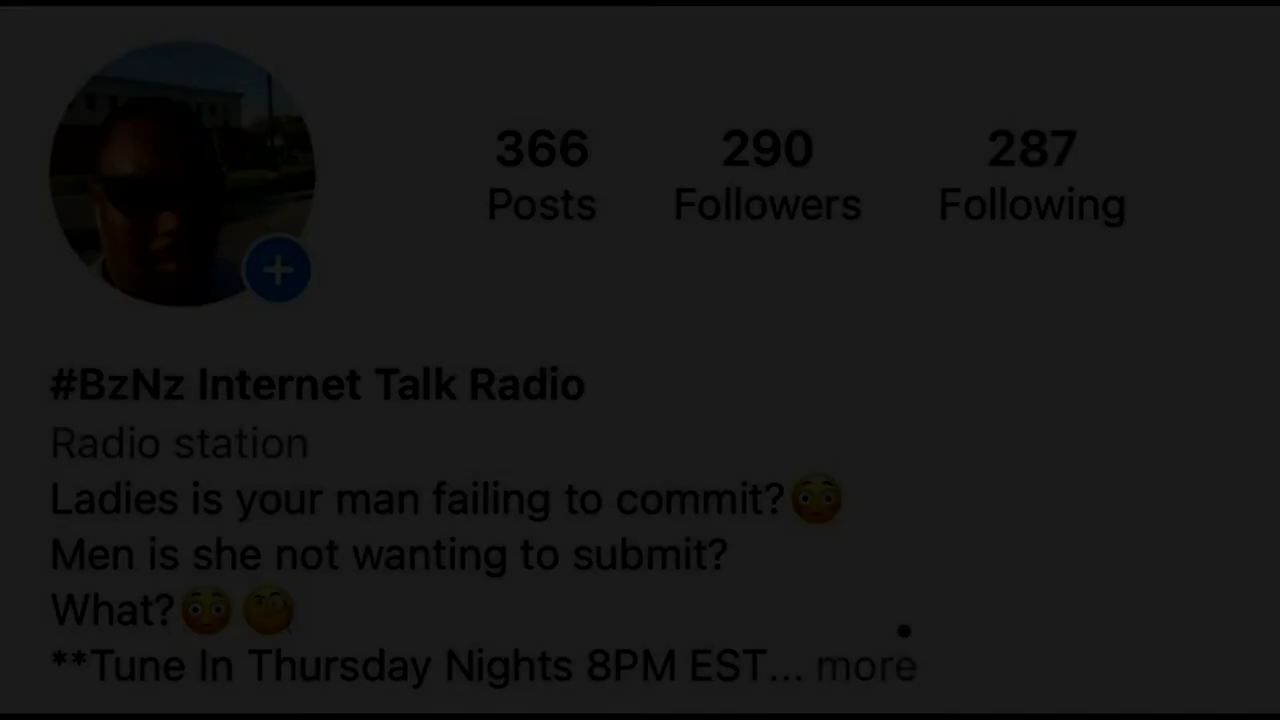 366 290 287
Posts Followers Following
#BzNz Internet Talk Radio
Radio station
Ladies is your man failing to commit?😳
Men is she not wanting to submit?
What?😳🧐
**Tune In Thursday Nights 8PM EST... more